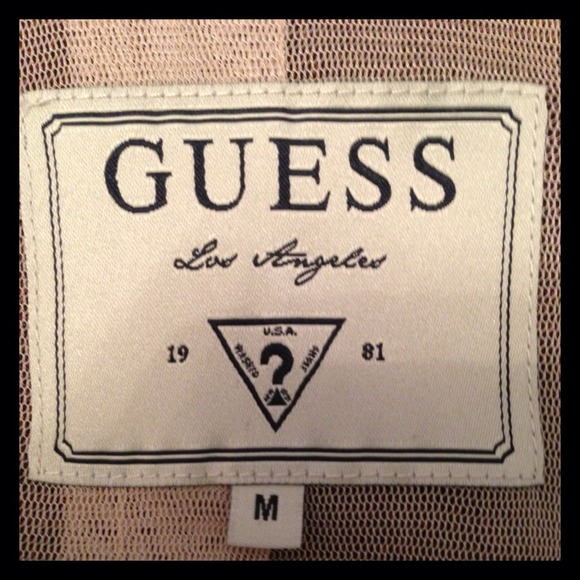 GUESS
Los Angeles
19 81
U.S.A.
?
M